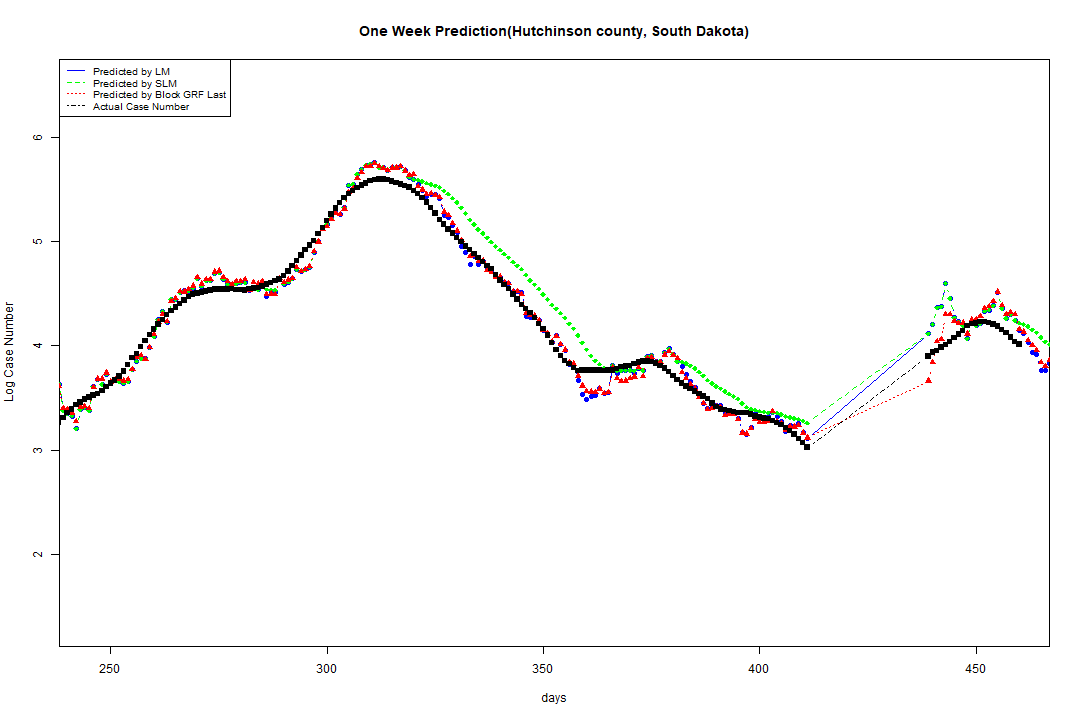 One Week Prediction(Hutchinson county, South Dakota)
Predicted by LM
Predicted by SLM
Predicted by Block GRF Last
Actual Case Number
6
5
4
3
2
Log Case Number
250 300 350 400 450
days